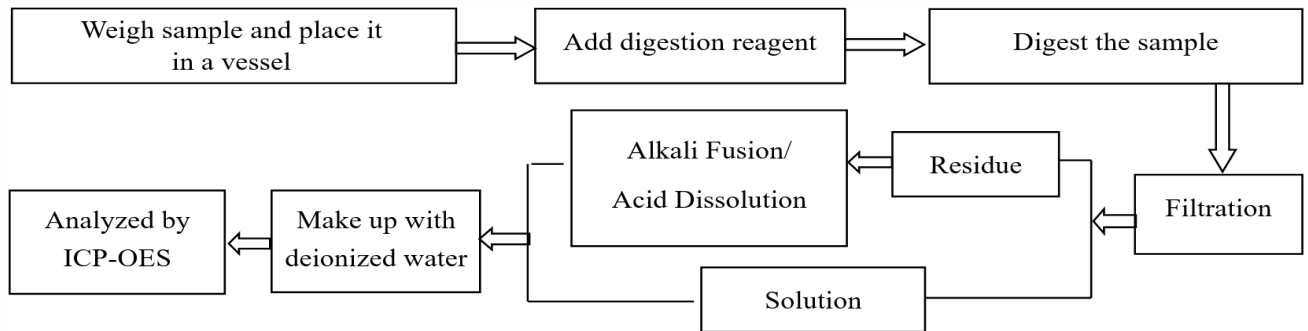 Weigh sample and place it
in a vessel
Add digestion reagent
Digest the sample
Filtration
Residue
Alkali Fusion/
Acid Dissolution
Solution
Make up with
deionized water
Analyzed by
ICP-OES